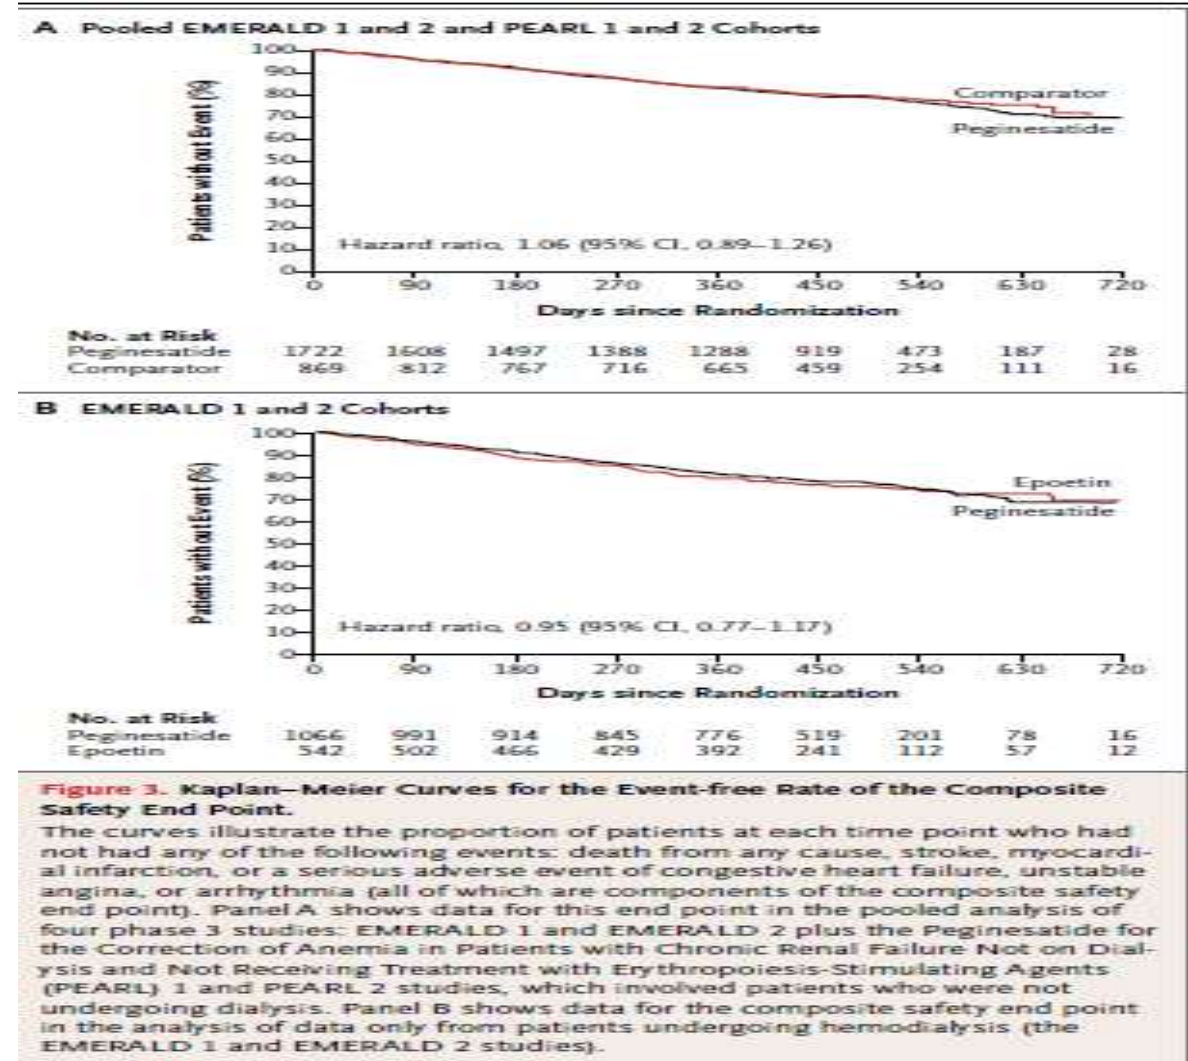 A Pooled EMERALD 1 and 2 and PEARL 1 and 2 Cohorts
100
90
80
70
60
50
40
30
20
10
0
Patients without Event (%)
Comparator
Peginesatide
Hazard ratio, 1.06 (95% CI, 0.89–1.26)
0 90 180 270 360 450 540 630 720
Days since Randomization
No. at Risk
Peginesatide 1722 1608 1497 1388 1288 919 473 187 28
Comparator 869 812 767 716 665 459 254 111 16
B EMERALD 1 and 2 Cohorts
100
90
80
70
60
50
40
30
20
10
0
Patients without Event (%)
Epoetin
Peginesatide
Hazard ratio, 0.95 (95% CI, 0.77–1.17)
0 90 180 270 360 450 540 630 720
Days since Randomization
No. at Risk
Peginesatide 1066 991 914 845 776 519 201 78 16
Epoetin 542 502 466 429 392 241 112 57 12
Figure 3. Kaplan–Meier Curves for the Event-free Rate of the Composite
Safety End Point.
The curves illustrate the proportion of patients at each time point who had
not had any of the following events: death from any cause, stroke, myocardi-
al infarction, or a serious adverse event of congestive heart failure, unstable
angina, or arrhythmia (all of which are components of the composite safety
end point). Panel A shows data for this end point in the pooled analysis of
four phase 3 studies: EMERALD 1 and EMERALD 2 plus the Peginesatide for
the Correction of Anemia in Patients with Chronic Renal Failure Not on Dial-
ysis and Not Receiving Treatment with Erythropoiesis-Stimulating Agents
(PEARL) 1 and PEARL 2 studies, which involved patients who were not
undergoing dialysis. Panel B shows data for the composite safety end point
in the analysis of data only from patients undergoing hemodialysis (the
EMERALD 1 and EMERALD 2 studies).